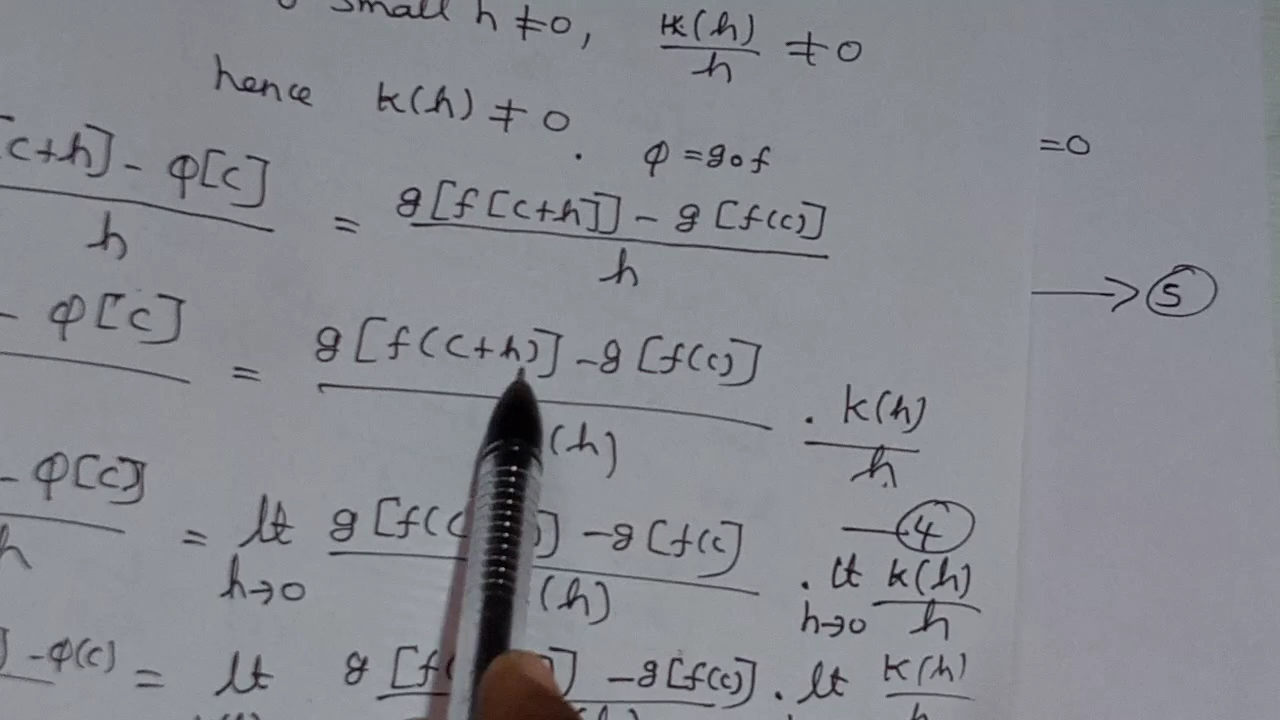 small h ≠ 0, k(h)/h ≠ 0
hence k(h) ≠ 0.
φ = g∘f
=0
c+h] - φ[c] / h = g[f[c+h]] - g[f(c)] / h
→ (5)
- φ[c] = g[f(c+h)] - g[f(c)] / (h) . k(h)/h
— (4)
- φ[c] / h = lt h→0 g[f(c ] - g[f(c] / (h) . lt h→0 k(h)/h
] - φ(c) = lt g[f ] - g[f(c)] . lt k(h)/h